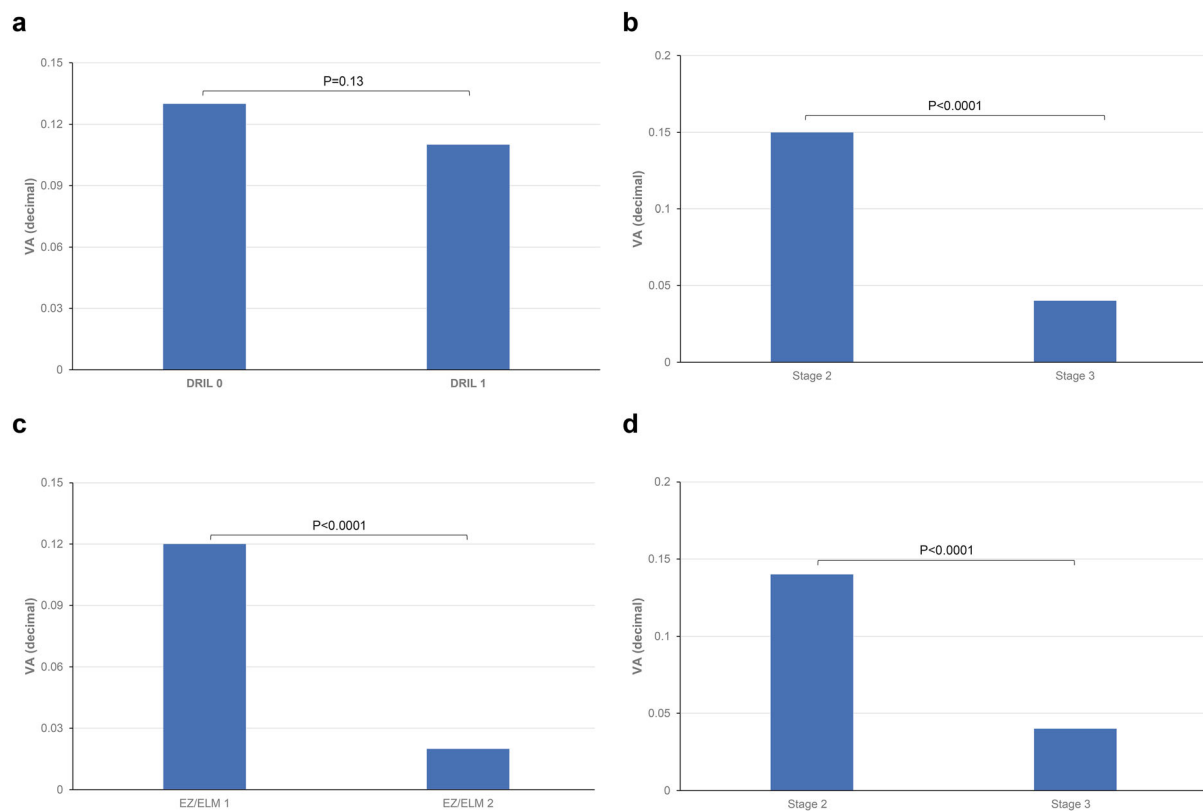 a
0.15
0.12
0.09
0.06
0.03
0
VA (decimal)
P=0.13
DRIL 0
DRIL 1
b
0.2
0.15
0.1
0.05
0
VA (decimal)
P<0.0001
Stage 2
Stage 3
c
0.15
0.12
0.09
0.06
0.03
0
VA (decimal)
P<0.0001
EZ/ELM 1
EZ/ELM 2
d
0.2
0.15
0.1
0.05
0
VA (decimal)
P<0.0001
Stage 2
Stage 3